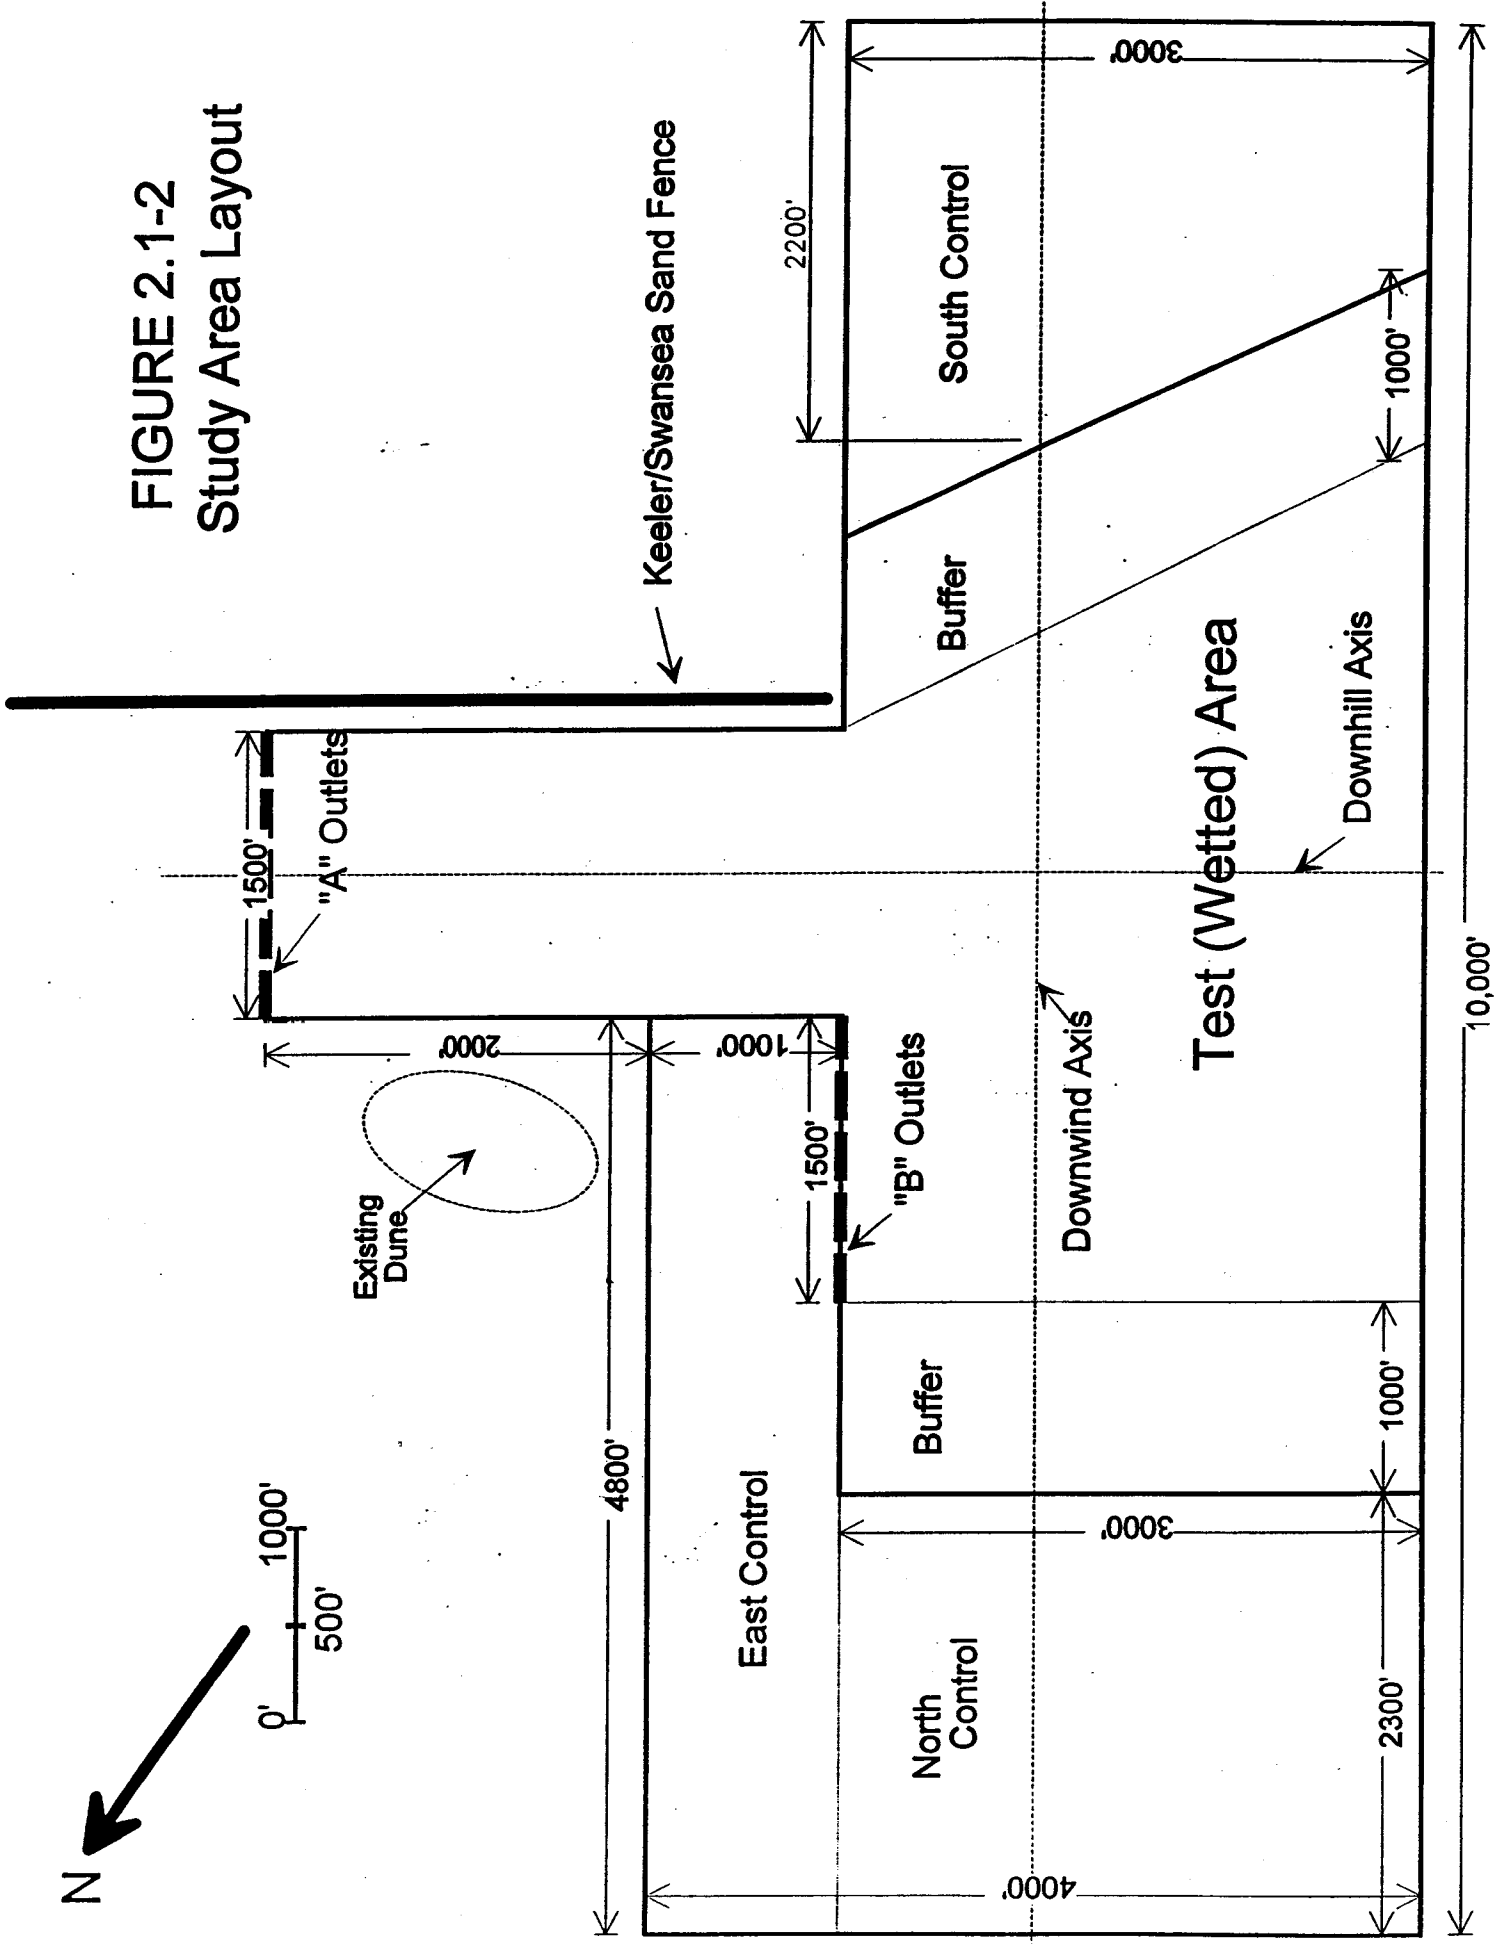 FIGURE 2.1-2
Study Area Layout
N
0'
500'
1000'
Keeler/Swansea Sand Fence
1500'
"A" Outlets
2000'
1000'
Existing
Dune
4800'
East Control
1500'
"B" Outlets
2200'
3000'
South Control
Buffer
1000'
Test (Wetted) Area
Downhill Axis
Downwind Axis
Buffer
1000'
North
Control
3000'
4000'
2300'
10,000'